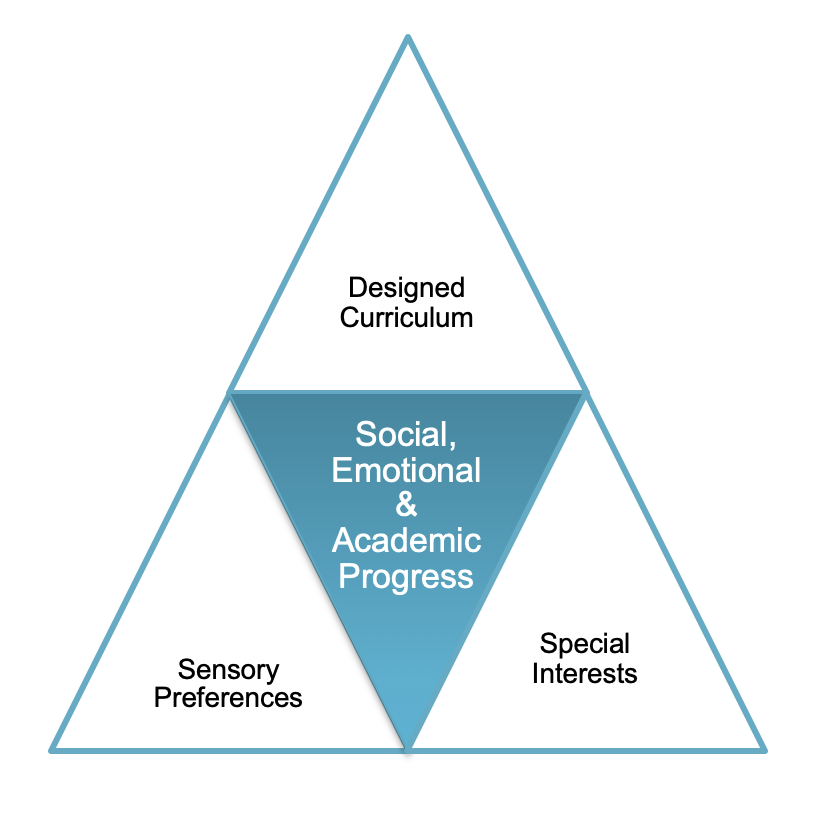 Designed
Curriculum
Social,
Emotional
&
Academic
Progress
Sensory
Preferences
Special
Interests